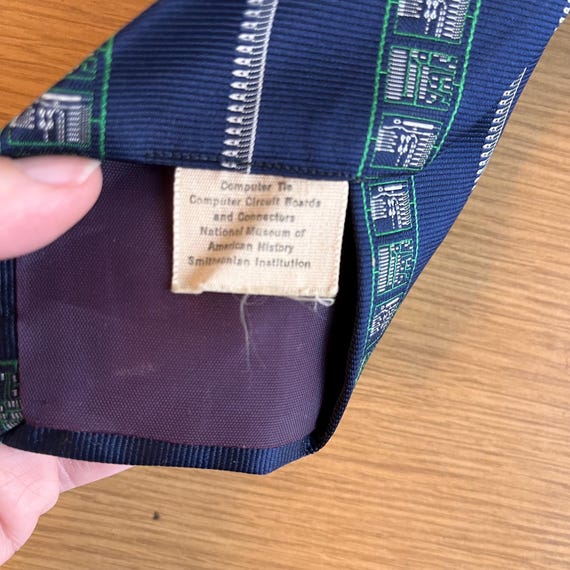 Computer Tie
Computer Circuit Boards
and Connectors
National Museum of
American History
Smithsonian Institution